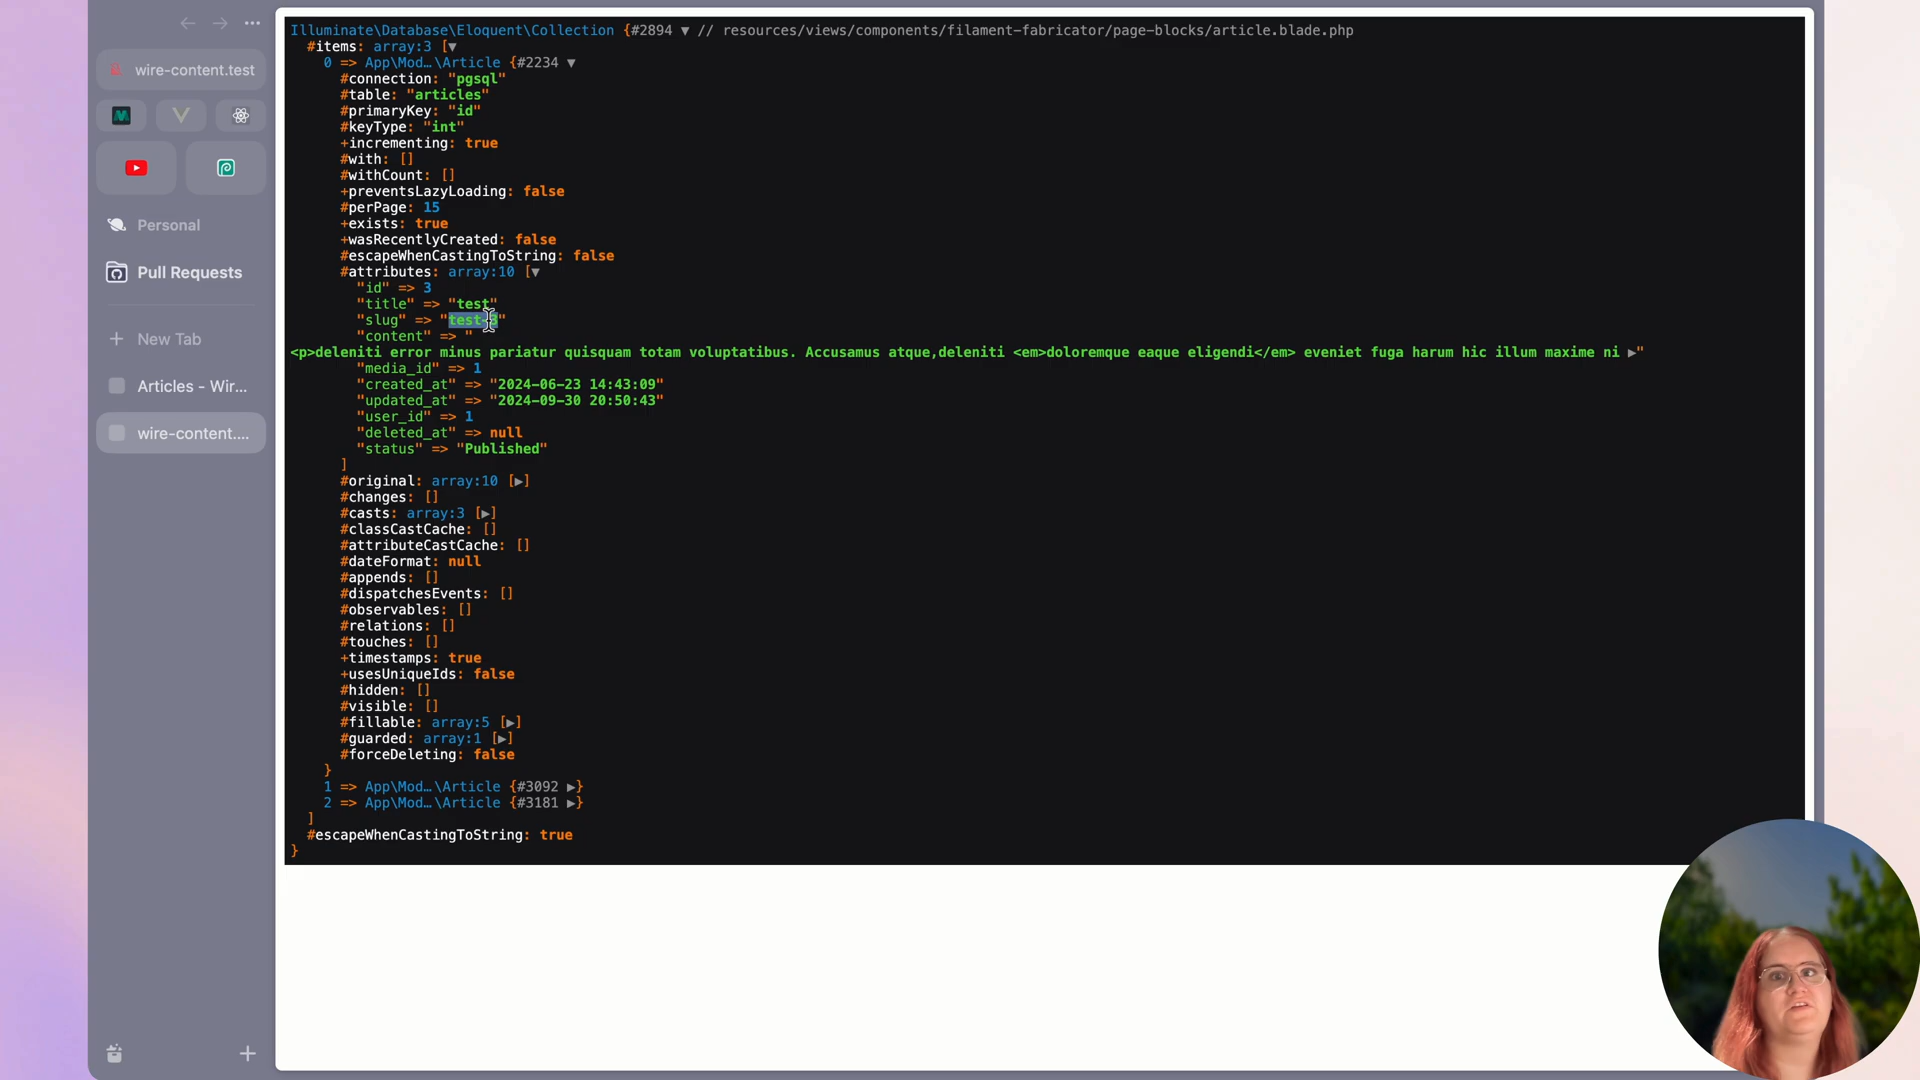 Illuminate\Database\Eloquent\Collection {#2894 ▼ // resources/views/components/filament-fabricator/page-blocks/article.blade.php
#items: array:3 [▼
0 => App\Mod…\Article {#2234 ▼
#connection: "pgsql"
#table: "articles"
#primaryKey: "id"
#keyType: "int"
+incrementing: true
#with: []
#withCount: []
+preventsLazyLoading: false
#perPage: 15
+exists: true
+wasRecentlyCreated: false
#escapeWhenCastingToString: false
#attributes: array:10 [▼
"id" => 3
"title" => "test"
"slug" => "test-3"
"content" => "
<p>deleniti error minus pariatur quisquam totam voluptatibus. Accusamus atque,deleniti <em>doloremque eaque eligendi</em> eveniet fuga harum hic illum maxime ni ▶"
"media_id" => 1
"created_at" => "2024-06-23 14:43:09"
"updated_at" => "2024-09-30 20:50:43"
"user_id" => 1
"deleted_at" => null
"status" => "Published"
]
#original: array:10 [▶]
#changes: []
#casts: array:3 [▶]
#classCastCache: []
#attributeCastCache: []
#dateFormat: null
#appends: []
#dispatchesEvents: []
#observables: []
#relations: []
#touches: []
+timestamps: true
+usesUniqueIds: false
#hidden: []
#visible: []
#fillable: array:5 [▶]
#guarded: array:1 [▶]
#forceDeleting: false
}
1 => App\Mod…\Article {#3092 ▶}
2 => App\Mod…\Article {#3181 ▶}
]
#escapeWhenCastingToString: true
}
wire-content.test
Personal
Pull Requests
New Tab
Articles - Wir...
wire-content....